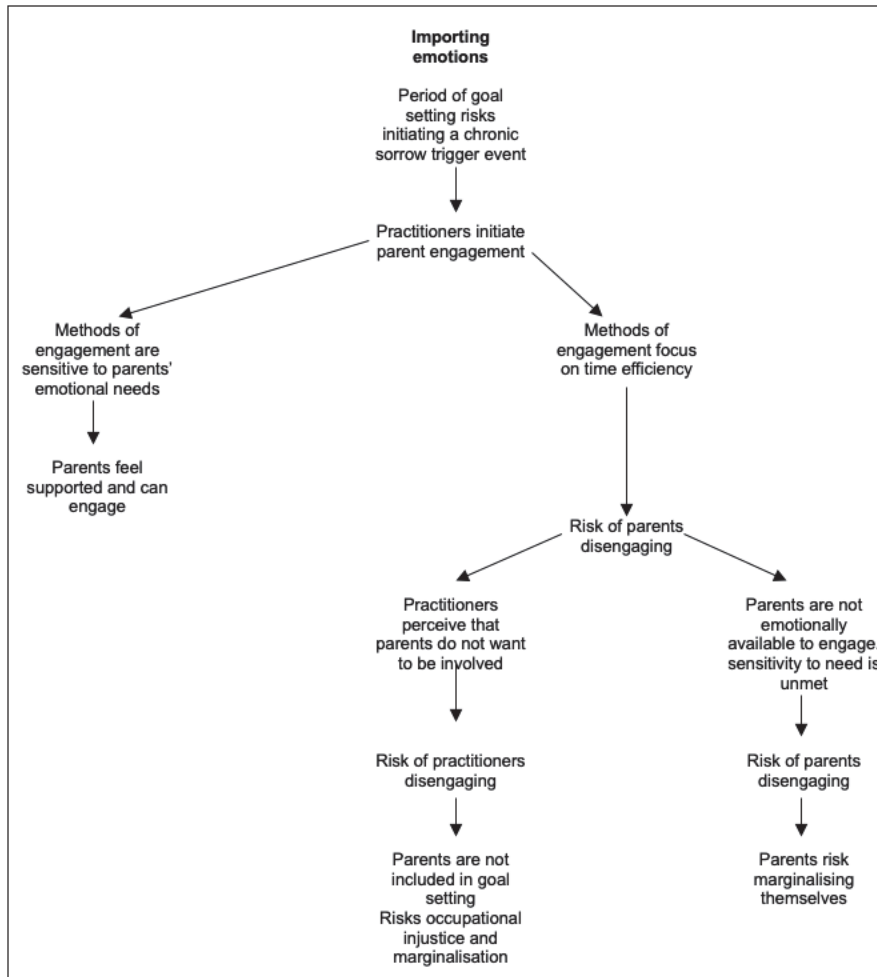 Importing
emotions
Period of goal
setting risks
initiating a chronic
sorrow trigger event
Practitioners initiate
parent engagement
Methods of
engagement are
sensitive to parents’
emotional needs
Methods of
engagement focus
on time efficiency
Parents feel
supported and can
engage
Risk of parents
disengaging
Practitioners
perceive that
parents do not want
to be involved
Parents are not
emotionally
available to engage.
sensitivity to need is
unmet
Risk of practitioners
disengaging
Risk of parents
disengaging
Parents are not
included in goal
setting
Risks occupational
injustice and
marginalisation
Parents risk
marginalising
themselves